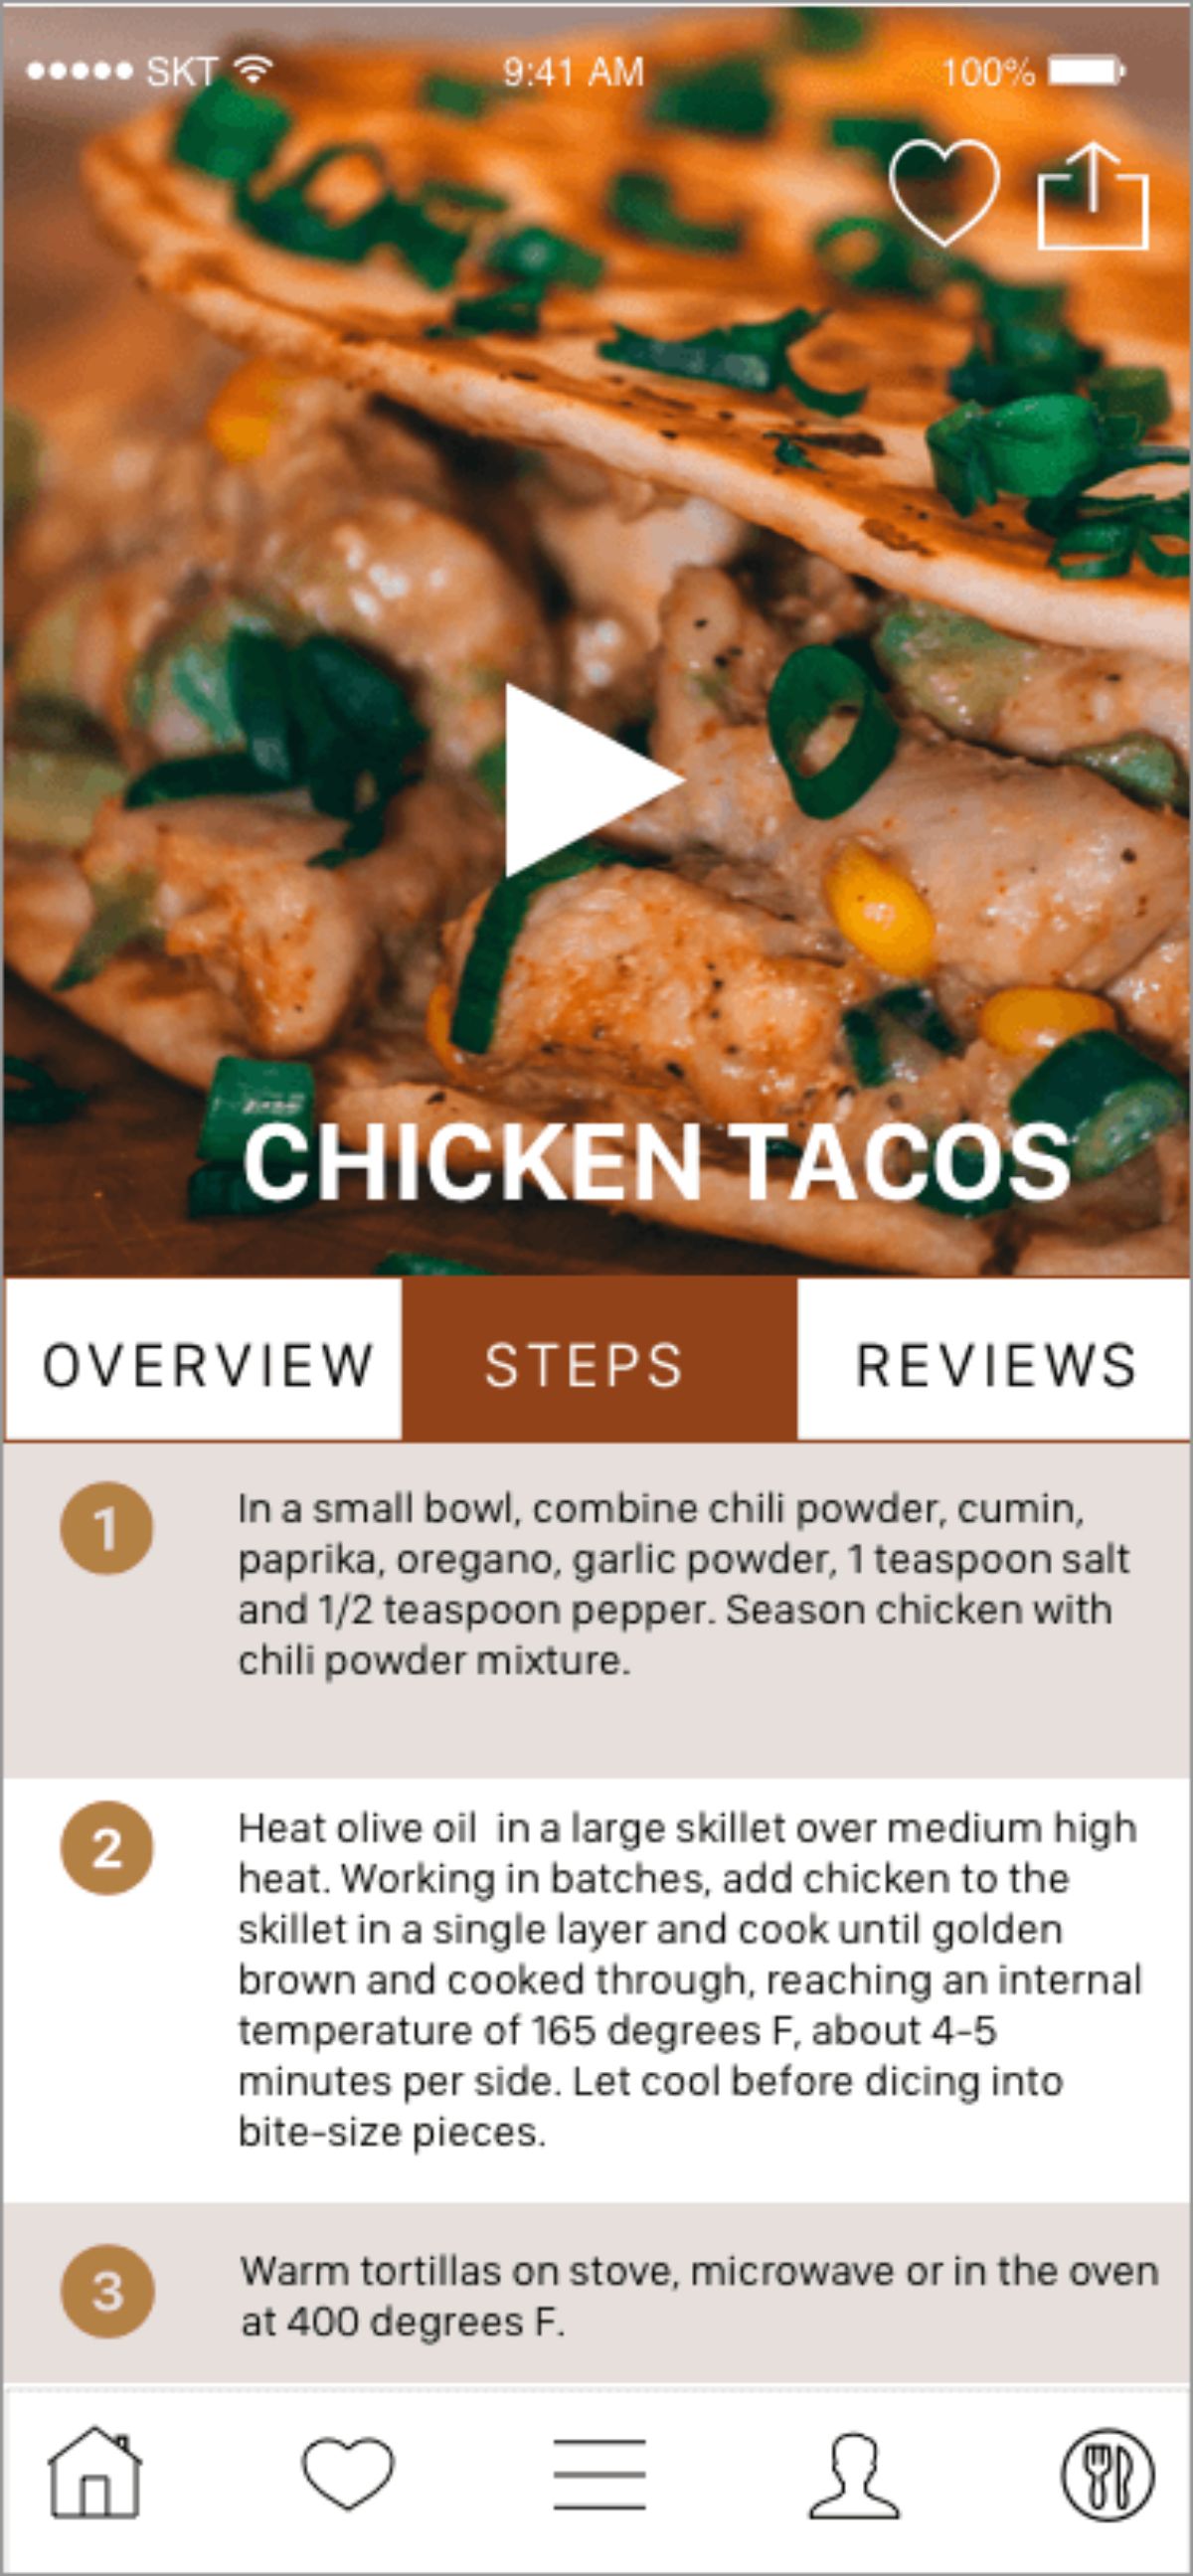 SKT 9:41 AM 100%
CHICKEN TACOS
OVERVIEW STEPS REVIEWS
1
In a small bowl, combine chili powder, cumin,
paprika, oregano, garlic powder, 1 teaspoon salt
and 1/2 teaspoon pepper. Season chicken with
chili powder mixture.
2
Heat olive oil  in a large skillet over medium high
heat. Working in batches, add chicken to the
skillet in a single layer and cook until golden
brown and cooked through, reaching an internal
temperature of 165 degrees F, about 4-5
minutes per side. Let cool before dicing into
bite-size pieces.
3
Warm tortillas on stove, microwave or in the oven
at 400 degrees F.